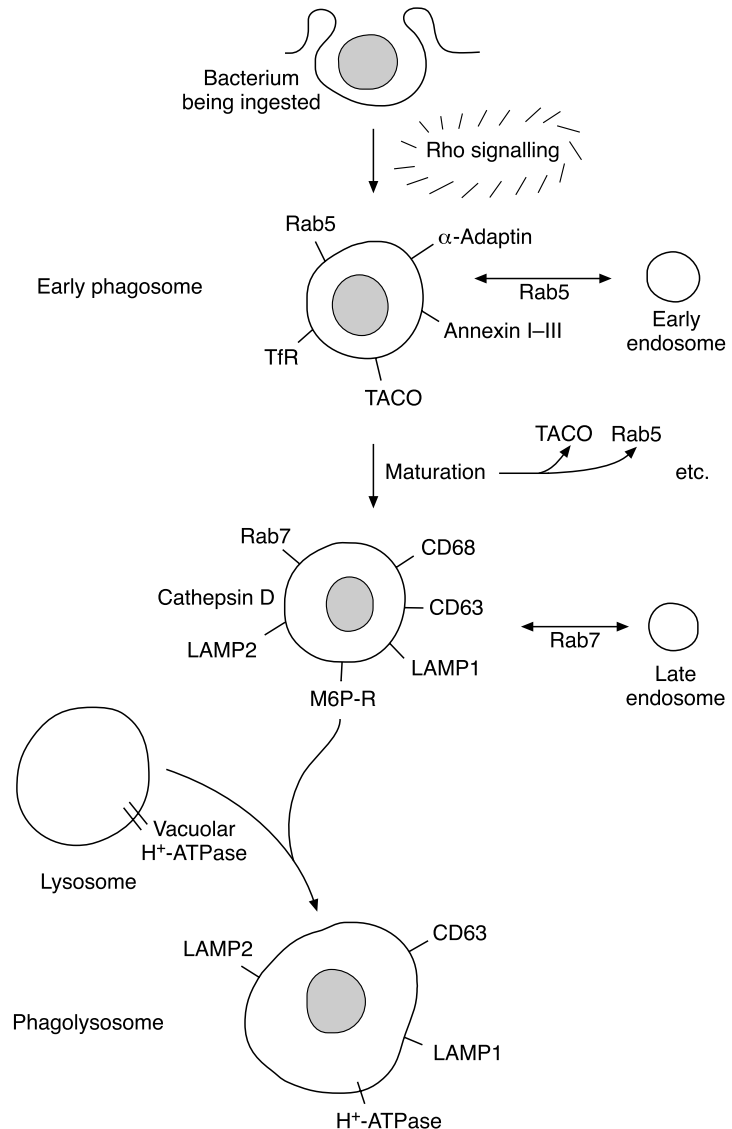 Bacterium
being ingested
Rho signalling
Rab5
α-Adaptin
Early phagosome
Rab5
Early
endosome
Annexin I–III
TfR
TACO
TACO
Rab5
Maturation
etc.
Rab7
CD68
Cathepsin D
CD63
LAMP2
LAMP1
M6P-R
Rab7
Late
endosome
Vacuolar
H⁺-ATPase
Lysosome
LAMP2
CD63
Phagolysosome
LAMP1
H⁺-ATPase